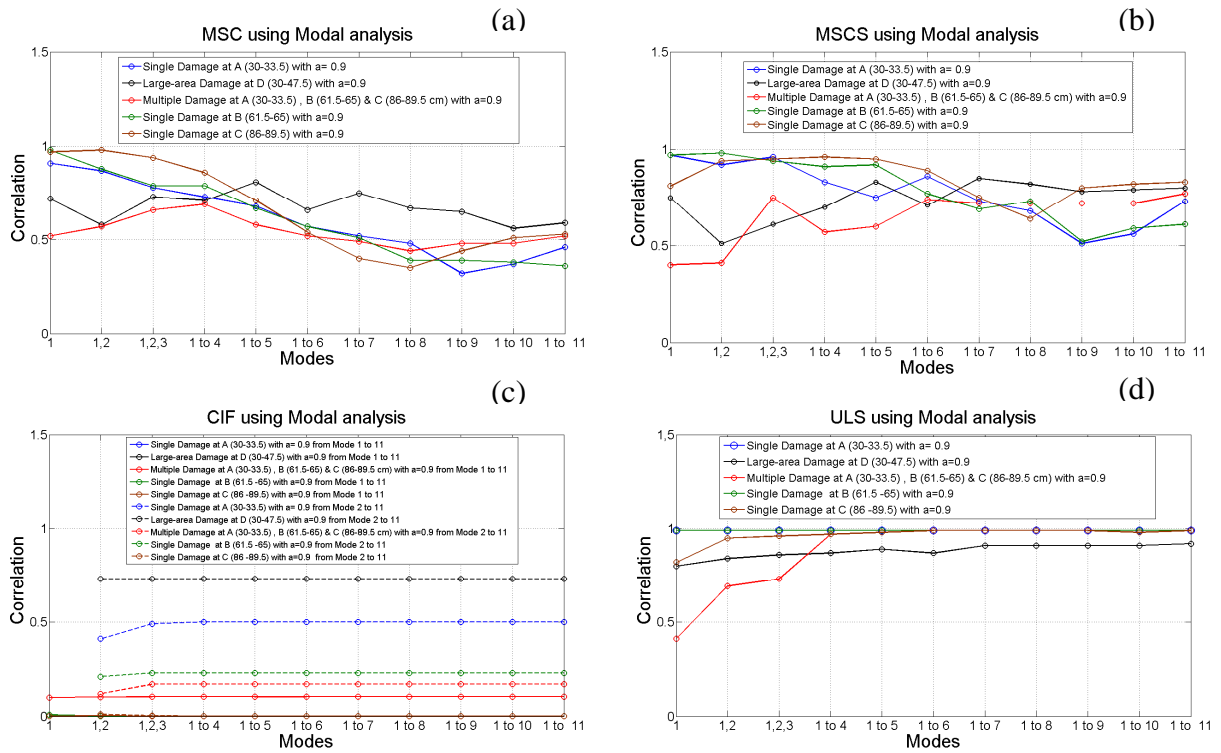 (a)
MSC using Modal analysis
1.5
1
0.5
0
Correlation
Single Damage at A (30-33.5) with a= 0.9
Large-area Damage at D (30-47.5) with a=0.9
Multiple Damage at A (30-33.5) , B (61.5-65) & C (86-89.5 cm) with a=0.9
Single Damage at B (61.5-65) with a=0.9
Single Damage at C (86-89.5) with a=0.9
1 1,2 1,2,3 1 to 4 1 to 5 1 to 6 1 to 7 1 to 8 1 to 9 1 to 10 1 to 11
Modes
(b)
MSCS using Modal analysis
1.5
1
0.5
0
Correlation
Single Damage at A (30-33.5) with a= 0.9
Large-area Damage at D (30-47.5) with a=0.9
Multiple Damage at A (30-33.5) , B (61.5-65) & C (86-89.5 cm) with a=0.9
Single Damage at B (61.5-65) with a=0.9
Single Damage at C (86-89.5) with a=0.9
1 1,2 1,2,3 1 to 4 1 to 5 1 to 6 1 to 7 1 to 8 1 to 9 1 to 10 1 to 11
Modes
(c)
CIF using Modal analysis
1.5
1
0.5
0
Correlation
Single Damage at A (30-33.5) with a= 0.9 from Mode 1 to 11
Large-area Damage at D (30-47.5) with a=0.9 from Mode 1 to 11
Multiple Damage at A (30-33.5) , B (61.5-65) & C (86-89.5 cm) with a=0.9 from Mode 1 to 11
Single Damage at B (61.5 -65) with a=0.9 from Mode 1 to 11
Single Damage at C (86 -89.5) with a=0.9 from Mode 1 to 11
Single Damage at A (30-33.5) with a=0.9 from Mode 2 to 11
Large-area Damage at D (30-47.5) with a=0.9 from Mode 2 to 11
Multiple Damage at A (30-33.5) , B (61.5-65) & C (86-89.5 cm) with a=0.9 from Mode 2 to 11
Single Damage at B (61.5 -65) with a=0.9 from Mode 2 to 11
Single Damage at C (86 -89.5) with a=0.9 from Mode 2 to 11
1 1,2 1,2,3 1 to 4 1 to 5 1 to 6 1 to 7 1 to 8 1 to 9 1 to 10 1 to 11
Modes
(d)
ULS using Modal analysis
1.5
1
0.5
0
Correlation
Single Damage at A (30-33.5) with a= 0.9
Large-area Damage at D (30-47.5) with a=0.9
Multiple Damage at A (30-33.5) , B (61.5-65) & C (86-89.5 cm) with a=0.9
Single Damage at B (61.5 -65) with a=0.9
Single Damage at C (86 -89.5) with a=0.9
1 1,2 1,2,3 1 to 4 1 to 5 1 to 6 1 to 7 1 to 8 1 to 9 1 to 10 1 to 11
Modes